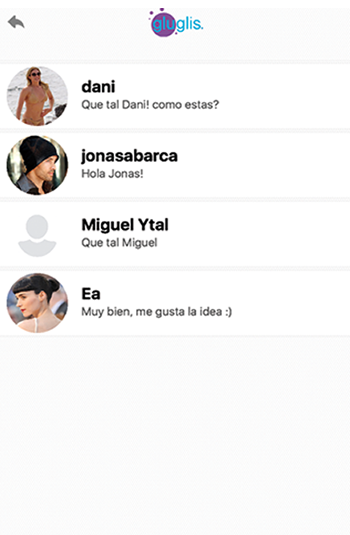 gluglis.
dani
Que tal Dani! como estas?
jonasabarca
Hola Jonas!
Miguel Ytal
Que tal Miguel
Ea
Muy bien, me gusta la idea :)